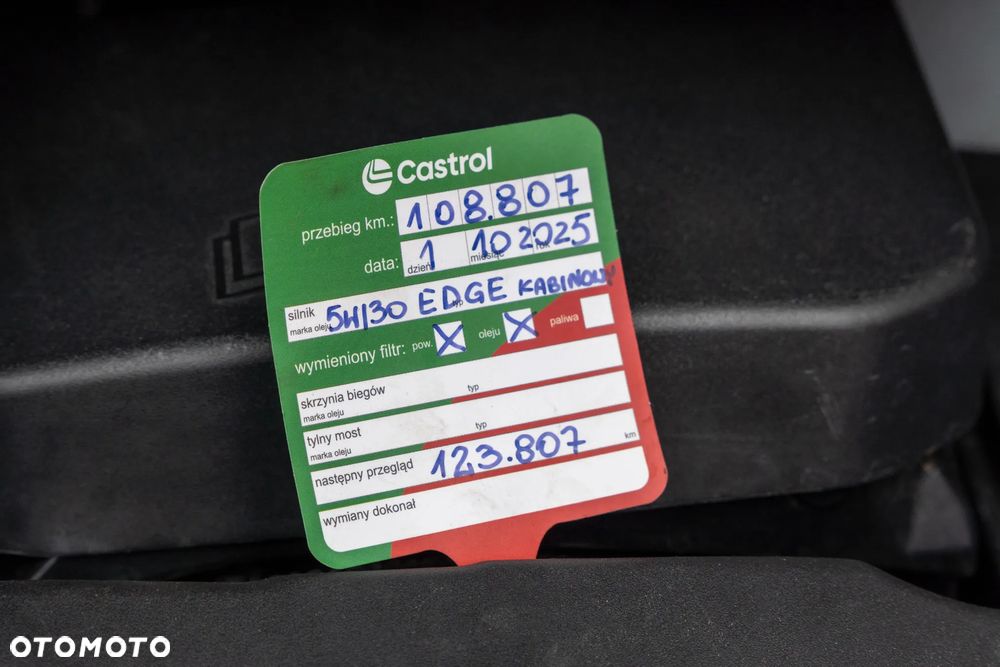 Castrol
przebieg km.: 108.807
data: 1 10 2025
dzień miesiąc rok
silnik 5W/30 EDGE KABINOWY
marka oleju typ
wymieniony filtr: pow. X oleju X paliwa
skrzynia biegów
marka oleju typ
tylny most
marka oleju typ
następny przegląd 123.807 km
wymiany dokonał
OTOMOTO